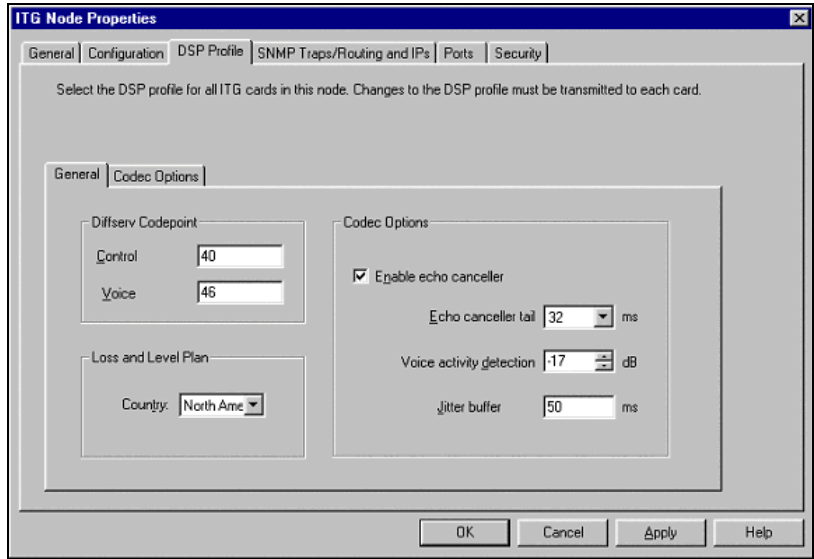 ITG Node Properties
General Configuration DSP Profile SNMP Traps/Routing and IPs Ports Security
Select the DSP profile for all ITG cards in this node. Changes to the DSP profile must be transmitted to each card.
General Codec Options
Diffserv Codepoint
Control 40
Voice 46
Loss and Level Plan
Country: North Ame
Codec Options
Enable echo canceller
Echo canceller tail 32 ms
Voice activity detection -17 dB
Jitter buffer 50 ms
OK Cancel Apply Help